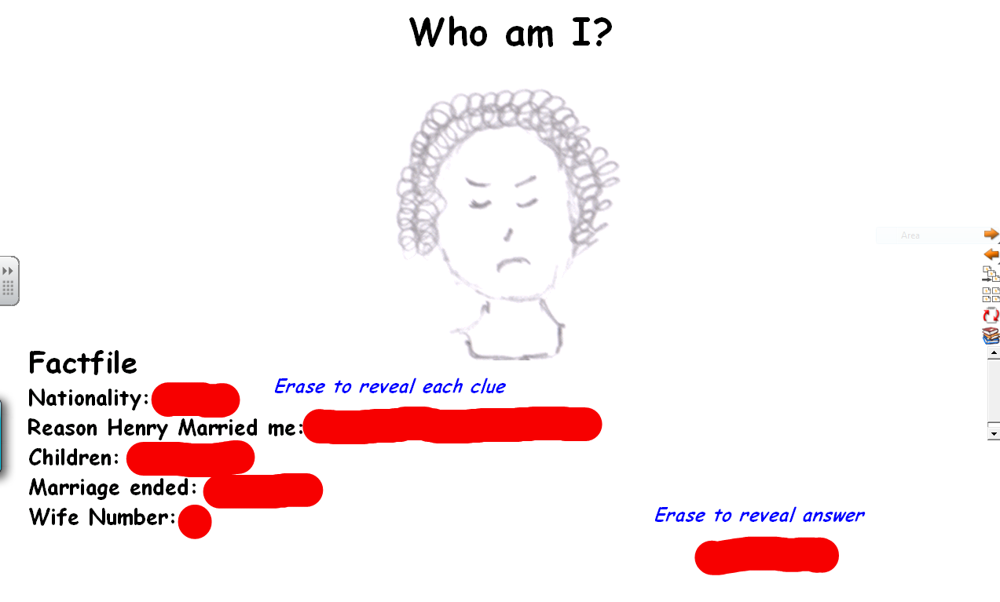 Who am I?
Area
Factfile
Erase to reveal each clue
Nationality:
Reason Henry Married me:
Children:
Marriage ended:
Wife Number:
Erase to reveal answer